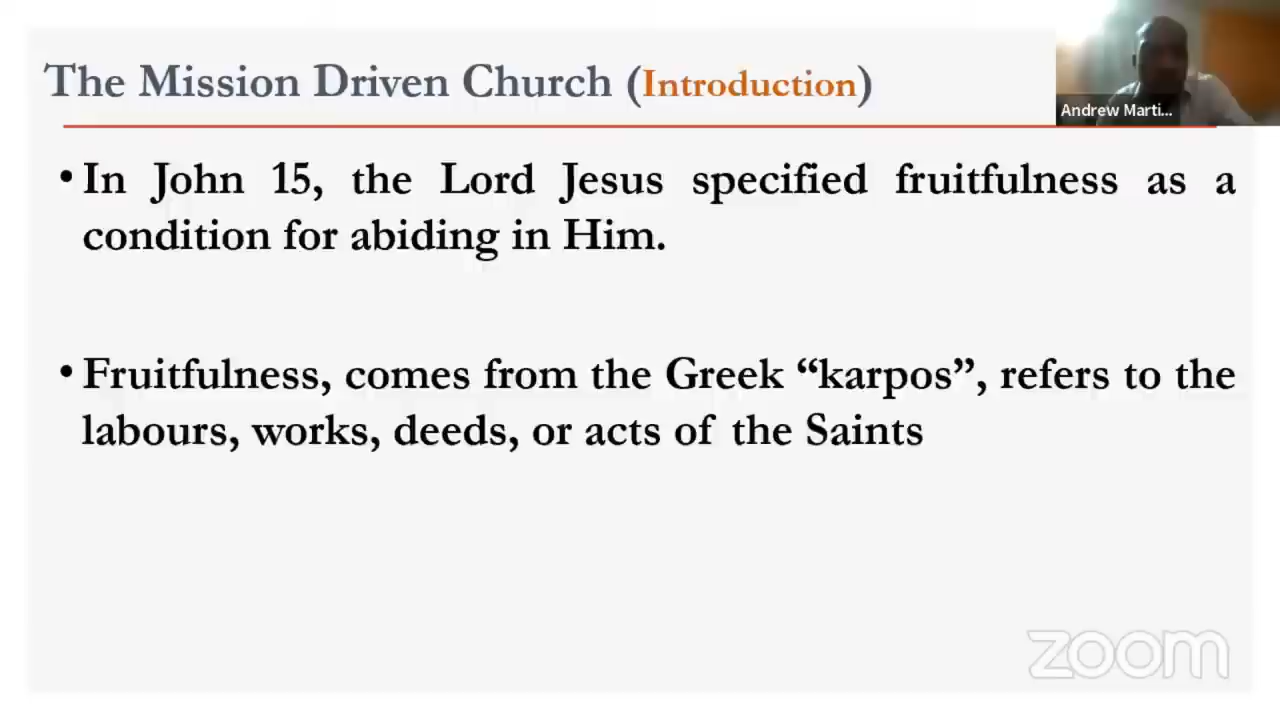 The Mission Driven Church (Introduction)
Andrew Marti...
• In John 15, the Lord Jesus specified fruitfulness as a
condition for abiding in Him.
• Fruitfulness, comes from the Greek “karpos”, refers to the
labours, works, deeds, or acts of the Saints
zoom